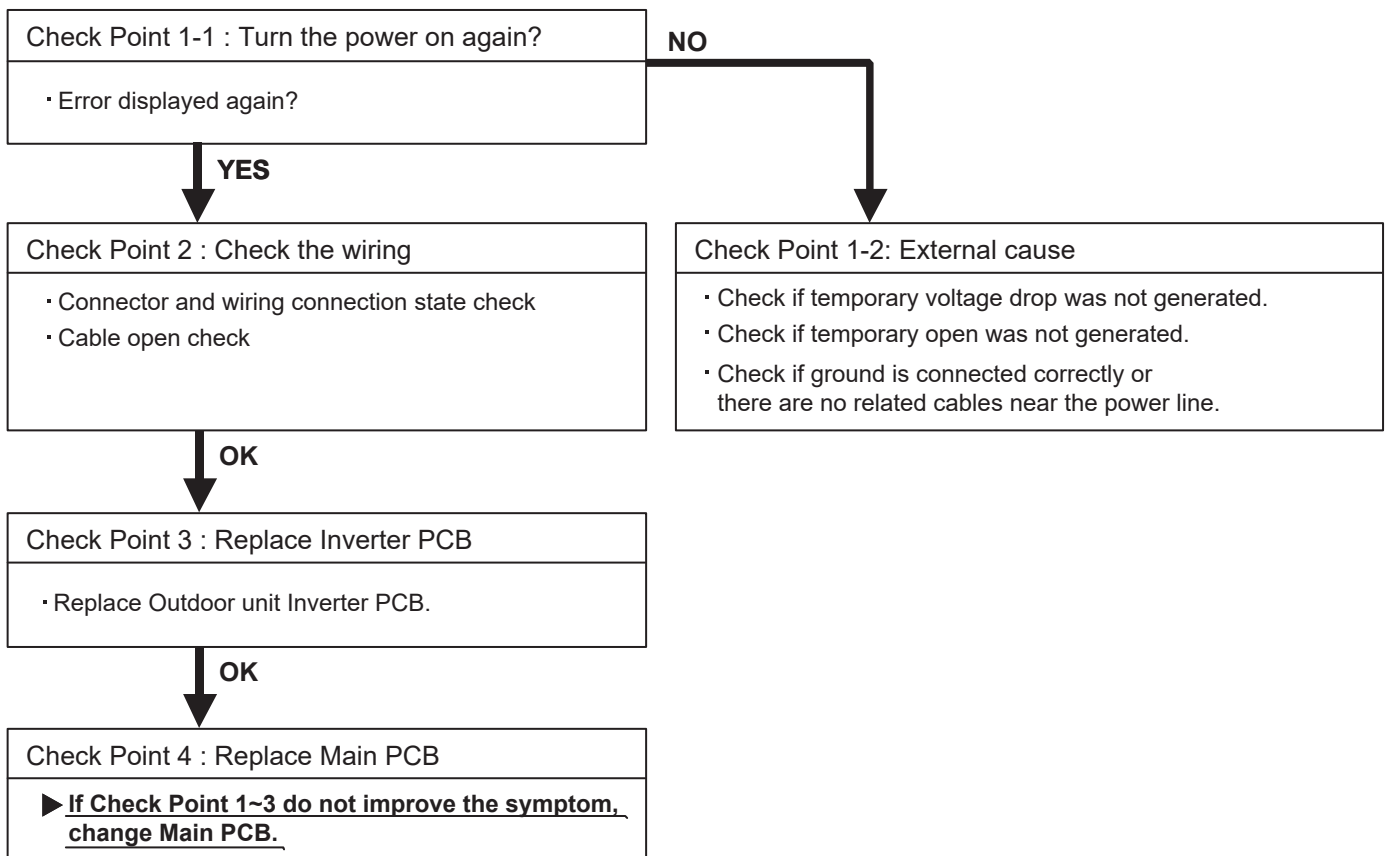 Check Point 1-1 : Turn the power on again?
· Error displayed again?
NO
YES
Check Point 2 : Check the wiring
· Connector and wiring connection state check
· Cable open check
Check Point 1-2: External cause
· Check if temporary voltage drop was not generated.
· Check if temporary open was not generated.
· Check if ground is connected correctly or
there are no related cables near the power line.
OK
Check Point 3 : Replace Inverter PCB
· Replace Outdoor unit Inverter PCB.
OK
Check Point 4 : Replace Main PCB
▶ If Check Point 1~3 do not improve the symptom,
change Main PCB.